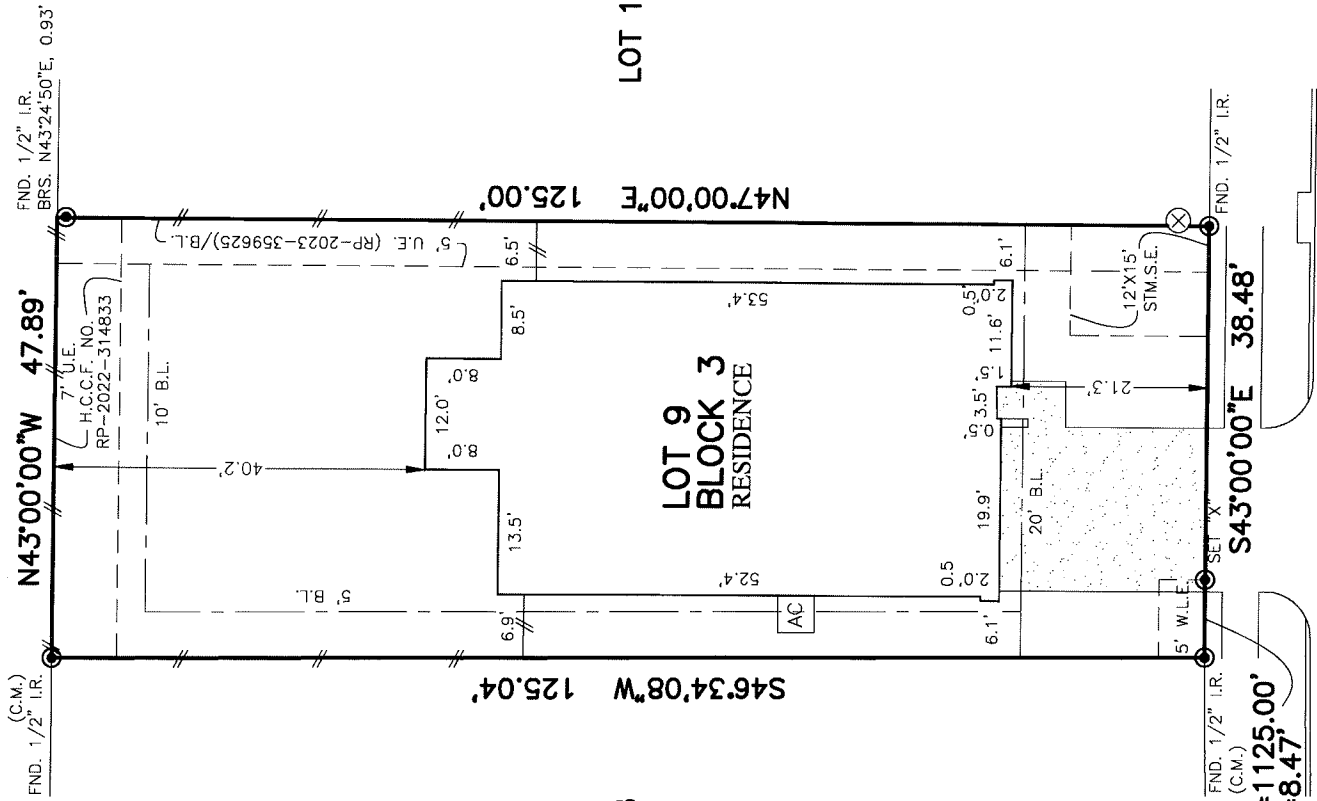 FND. 1/2" I.R.
BRS. N43°24'50"E, 0.93'
(C.M.)
FND. 1/2" I.R.
N43°00'00"W 47.89'
7' U.E.
H.C.C.F. NO.
RP-2022-314833
10' B.L.
40.2'
5' U.E. (RP-2023-359625)/B.L.
N47°00'00"E 125.00'
LOT 1
6.5'
8.5'
8.0'
12.0'
8.0'
13.5'
6.9'
5' B.L.
53.4'
52.4'
LOT 9
BLOCK 3
RESIDENCE
AC
S46°34'08"W 125.04'
0.5'
2.0'
6.1'
11.6'
1.5'
3.5'
0.5'
19.9'
0.5
2.0'
6.1'
20' B.L.
21.3'
12'X15'
STM.S.E.
5' W.L.E.
SET "X"
S43°00'00"E 38.48'
FND. 1/2" I.R.
FND. 1/2" I.R.
(C.M.)
=1125.00'
8.47'